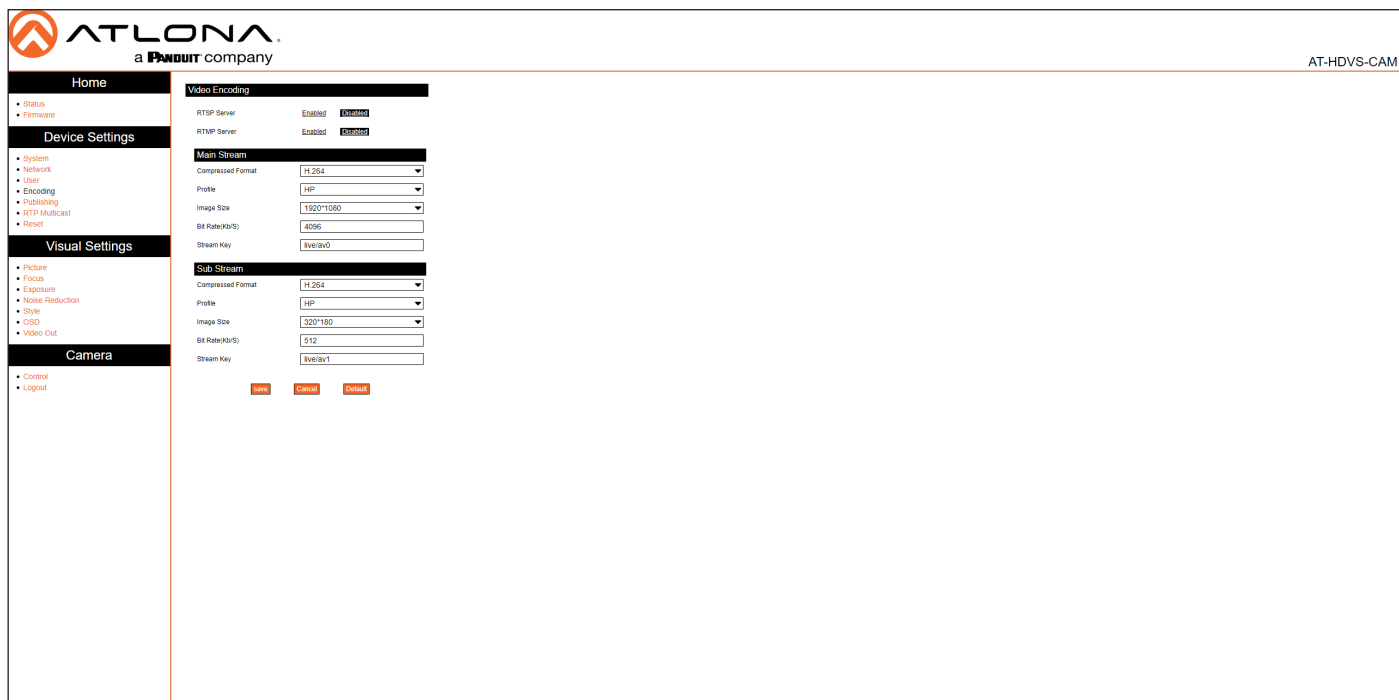 ATLONA.
a PANDUIT company
AT-HDVS-CAM
Home
Status
Firmware
Device Settings
System
Network
User
Encoding
Publishing
RTP Multicast
Reset
Visual Settings
Picture
Focus
Exposure
Noise Reduction
Style
OSD
Video Out
Camera
Control
Logout
Video Encoding
RTSP Server Enabled Disabled
RTMP Server Enabled Disabled
Main Stream
Compressed Format H.264
Profile HP
Image Size 1920*1080
Bit Rate(Kb/S) 4096
Stream Key live/av0
Sub Stream
Compressed Format H.264
Profile HP
Image Size 320*180
Bit Rate(Kb/S) 512
Stream Key live/av1
save Cancel Default